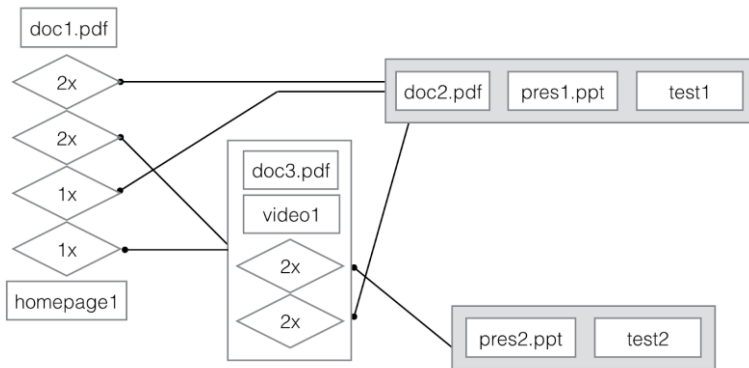 doc1.pdf
2x
2x
1x
1x
homepage1
doc3.pdf
video1
2x
2x
doc2.pdf pres1.ppt test1
pres2.ppt test2